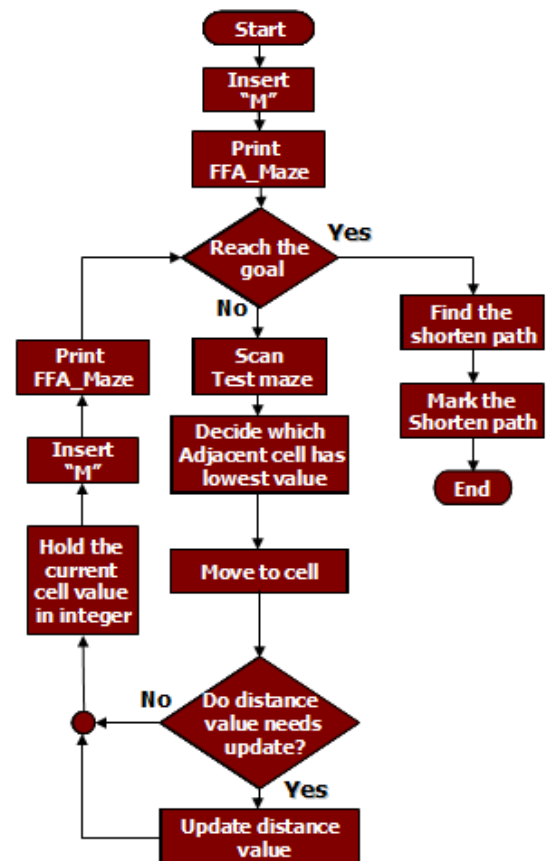 Start
Insert
"M"
Print
FFA_Maze
Reach the
goal
Yes
No
Find the
shorten path
Mark the
Shorten path
End
Scan
Test maze
Decide which
Adjacent cell has
lowest value
Move to cell
Do distance
value needs
update?
No
Yes
Update distance
value
Hold the
current
cell value
in integer
Insert
"M"
Print
FFA_Maze